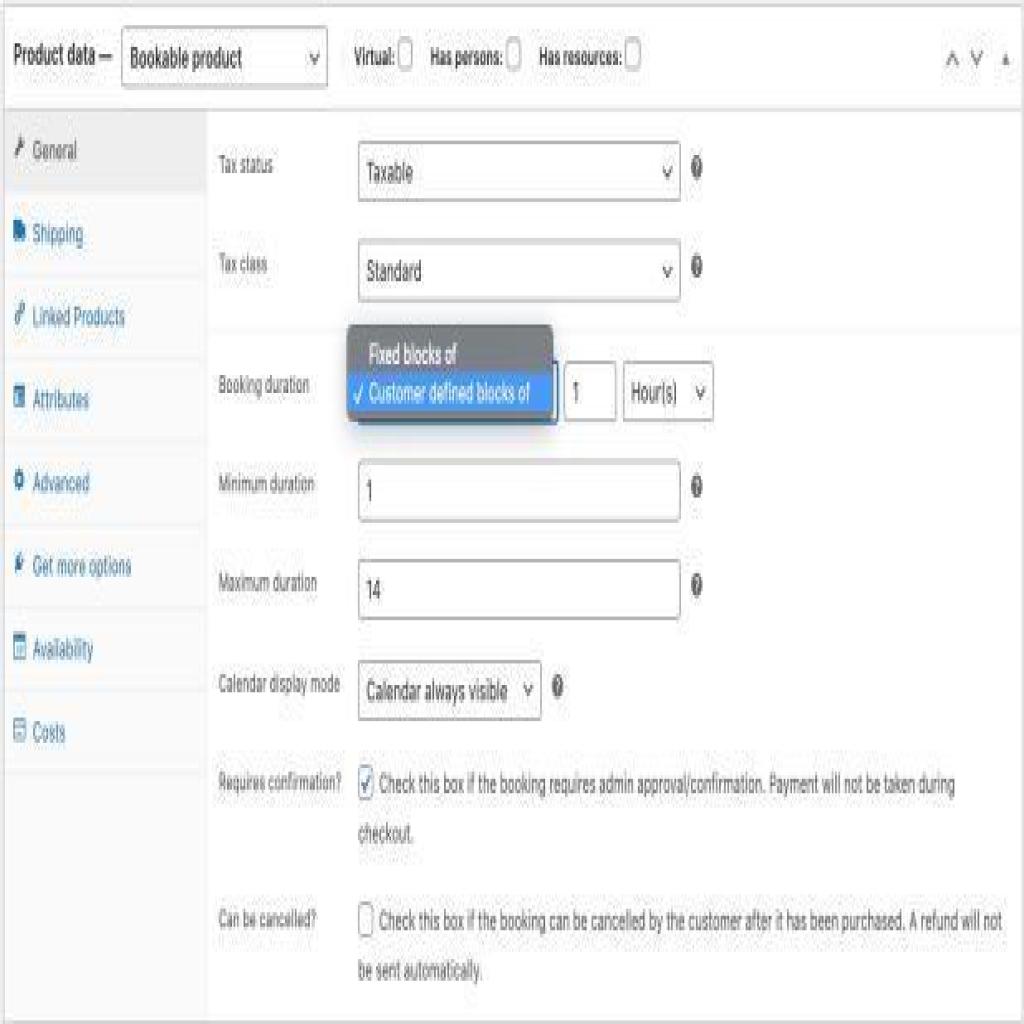 Product data — Bookable product Virtual: Has persons: Has resources:
General
Shipping
Linked Products
Attributes
Advanced
Get more options
Availability
Costs
Tax status Taxable
Tax class Standard
Fixed blocks of
Booking duration ✓ Customer defined blocks of 1 Hour(s)
Minimum duration 1
Maximum duration 14
Calendar display mode Calendar always visible
Requires confirmation? Check this box if the booking requires admin approval/confirmation. Payment will not be taken during
checkout.
Can be cancelled? Check this box if the booking can be cancelled by the customer after it has been purchased. A refund will not
be sent automatically.